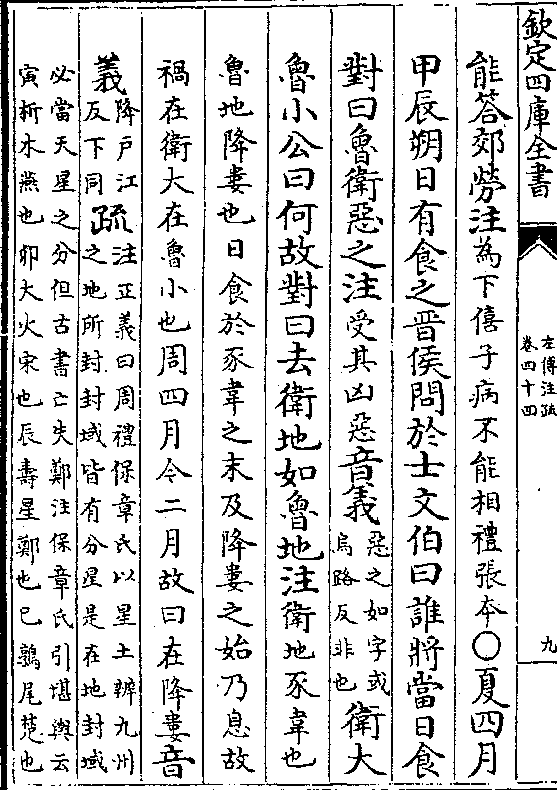 欽定四庫全書
左傳注疏
卷四十四
九
能答郊勞注為下僖子病不能相禮張本○夏四月
甲辰朔日有食之晉侯問於士文伯曰誰將當日食
對曰魯衛惡之注受其凶惡音義惡之如字或
烏路反非也衛大
魯小公曰何故對曰去衛地如魯地注衛地豕韋也
魯地降婁也日食於豕韋之末及降婁之始乃息故
禍在衛大在魯小也周四月令二月故曰在降婁音
義降戶江
反下同疏注正義曰周禮保章氏以星土辨九州
之地所封封域皆有分星是在地封域
必當天星之分但古書亡失鄭注保章氏引堪輿云
寅析木燕也卯大火宋也辰壽星鄭也巳鶉尾楚也